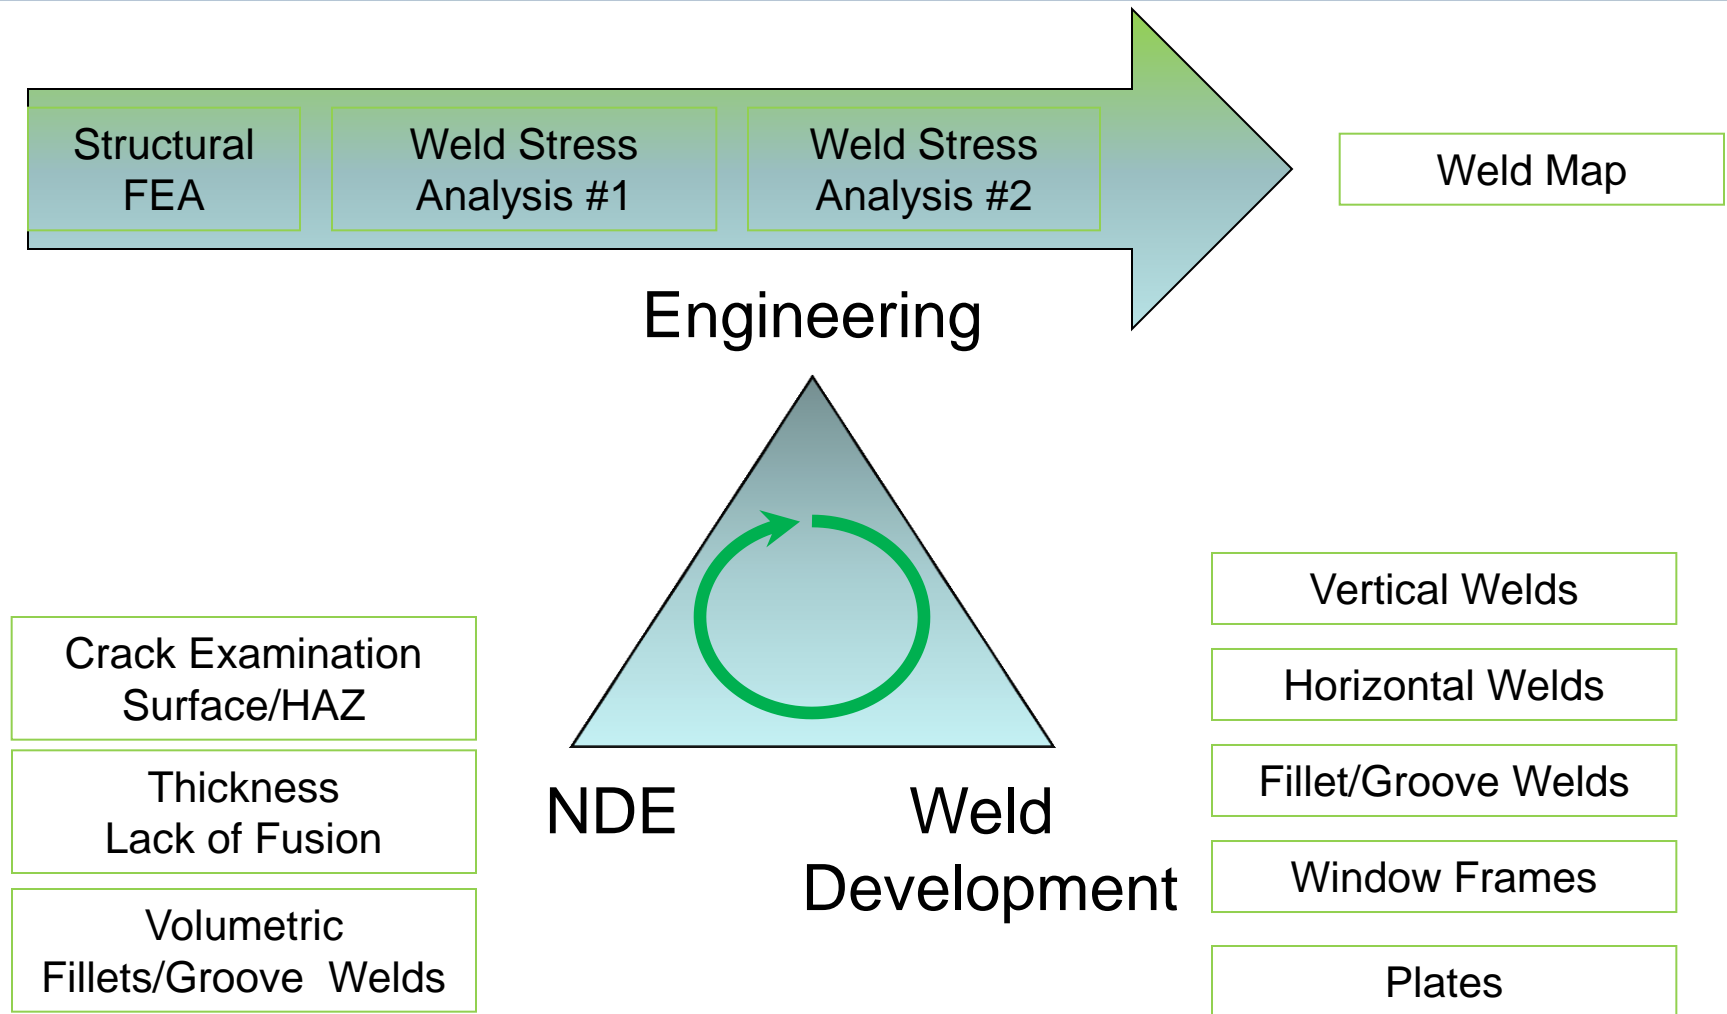 Structural
FEA
Weld Stress
Analysis #1
Weld Stress
Analysis #2
Weld Map
Engineering
Crack Examination
Surface/HAZ
Thickness
Lack of Fusion
Volumetric
Fillets/Groove Welds
NDE
Weld
Development
Vertical Welds
Horizontal Welds
Fillet/Groove Welds
Window Frames
Plates